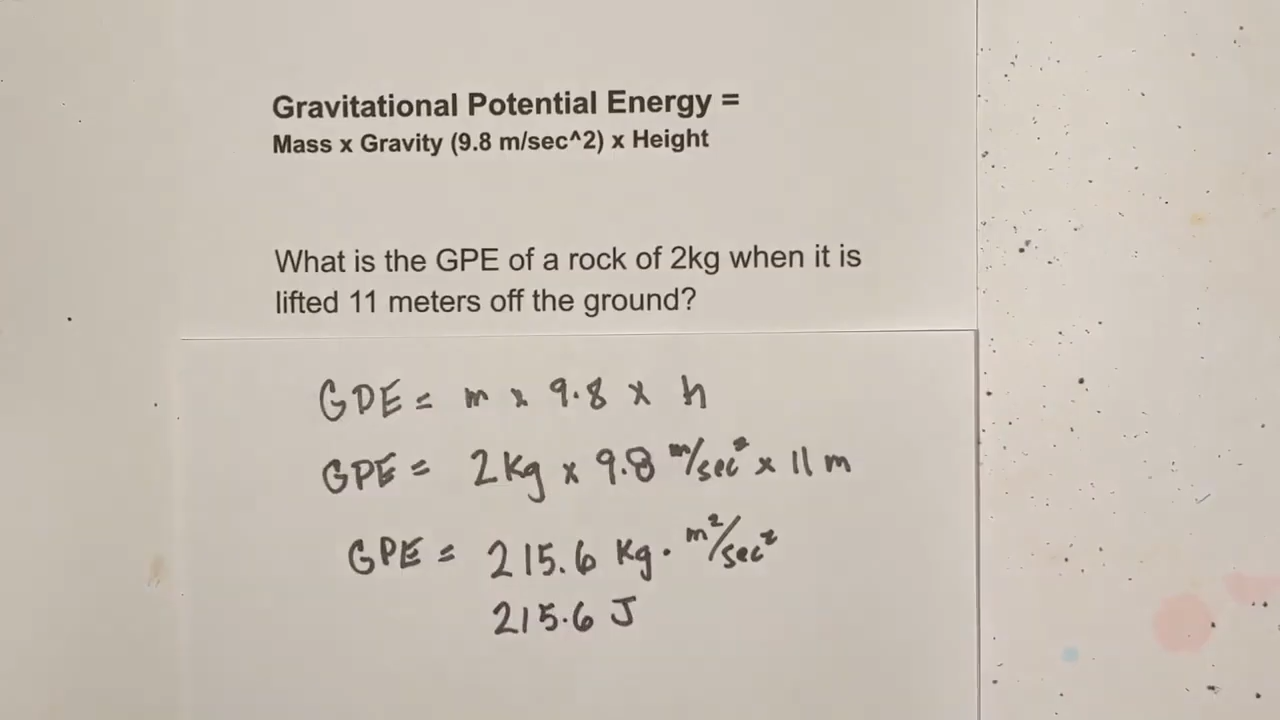 Gravitational Potential Energy =
Mass x Gravity (9.8 m/sec^2) x Height
What is the GPE of a rock of 2kg when it is
lifted 11 meters off the ground?
GPE = m x 9.8 x h
GPE = 2Kg x 9.8 m/sec² x 11 m
GPE = 215.6 Kg · m²/sec²
215.6 J